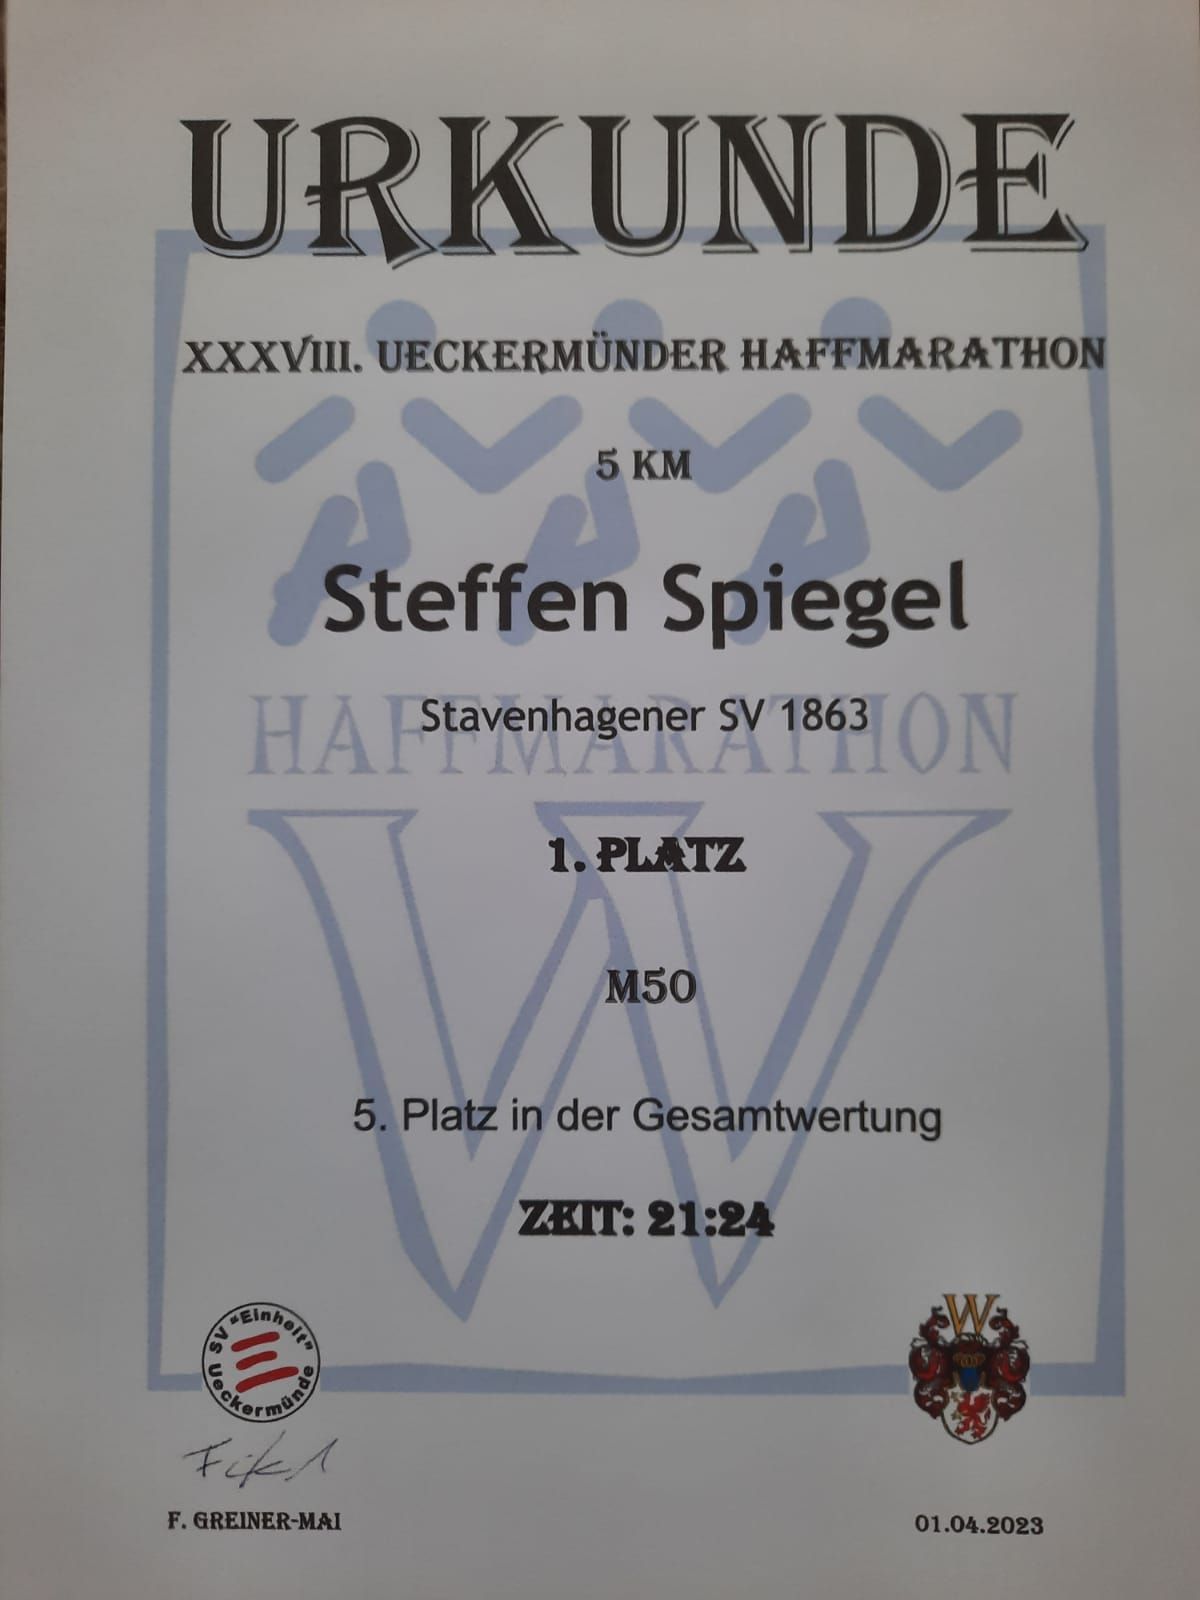 URKUNDE
XXXVIII. UECKERMÜNDER HAFFMARATHON
5 KM
Steffen Spiegel
HAFFMARATHON
Stavenhagener SV 1863
1. PLATZ
M50
5. Platz in der Gesamtwertung
ZEIT: 21:24
W
SV "Einheit"
Ueckermünde
W
F. GREINER-MAI
01.04.2023